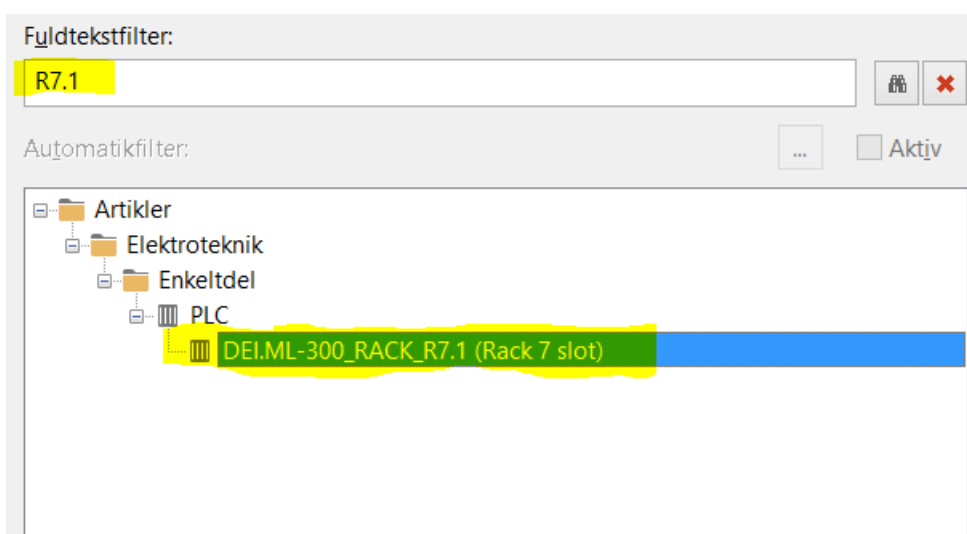 Fuldtekstfilter:
R7.1
Automatikfilter:
...
Aktiv
Artikler
Elektroteknik
Enkeltdel
PLC
DEI.ML-300_RACK_R7.1 (Rack 7 slot)